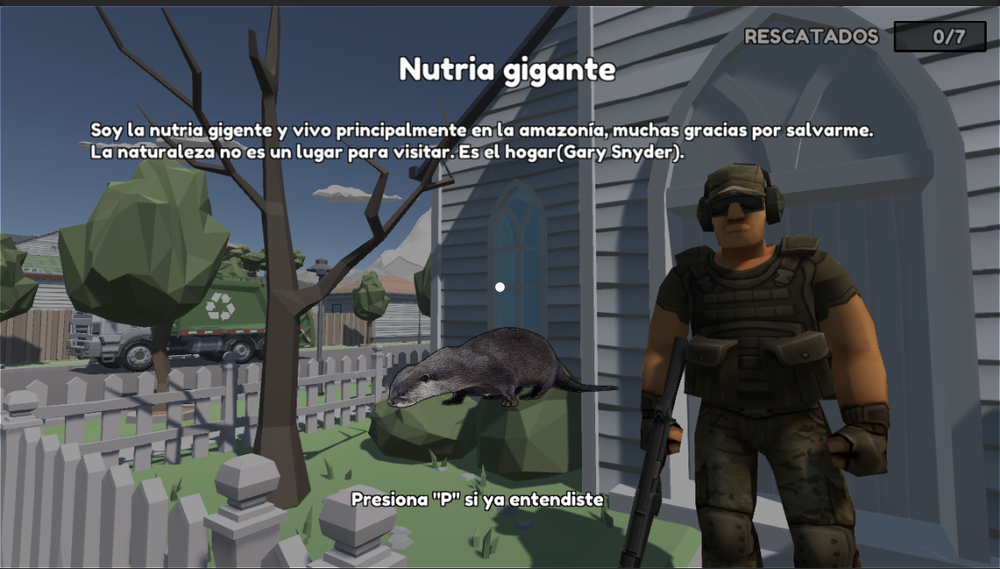 RESCATADOS 0/7
Nutria gigante
Soy la nutria gigente y vivo principalmente en la amazonía, muchas gracias por salvarme.
La naturaleza no es un lugar para visitar. Es el hogar(Gary Snyder).
Presiona "P" si ya entendiste